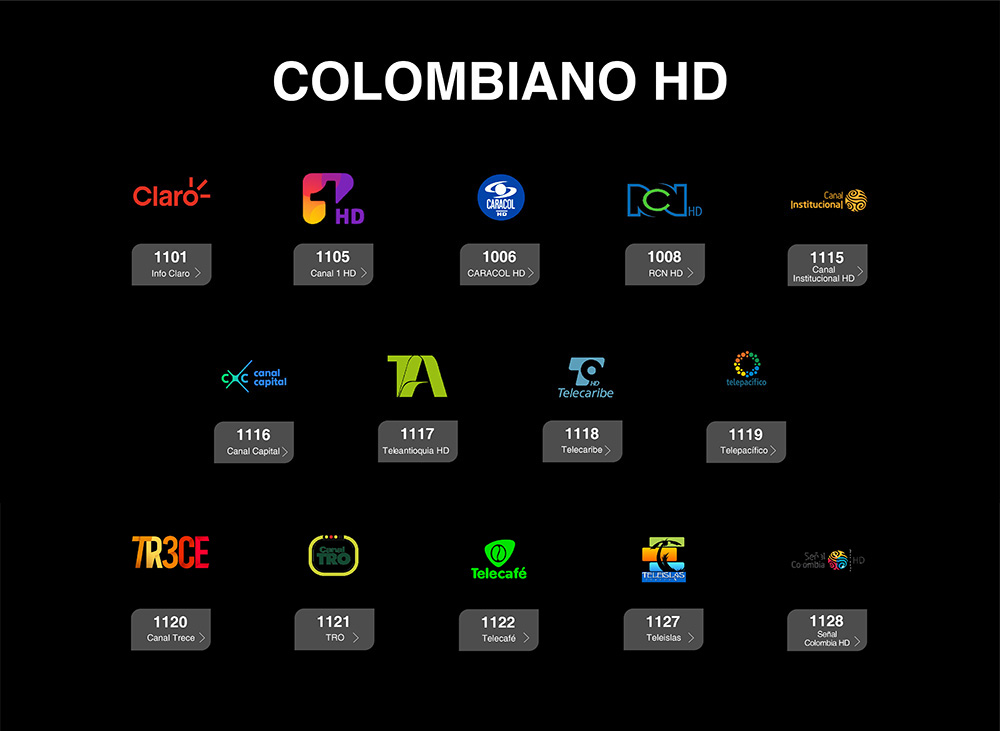 COLOMBIANO HD
Claro
1 HD
CARACOL
HD
RCN HD
Canal
Institucional
1101
Info Claro
1105
Canal 1 HD
1006
CARACOL HD
1008
RCN HD
1115
Canal
Institucional HD
CXC canal
capital
TA
HD
Telecaribe
telepacífico
1116
Canal Capital
1117
Teleantioquia HD
1118
Telecaribe
1119
Telepacífico
TR3CE
Canal
TRO
Telecafé
TELEISLAS
Señal
Colombia HD
1120
Canal Trece
1121
TRO
1122
Telecafé
1127
Teleislas
1128
Señal
Colombia HD